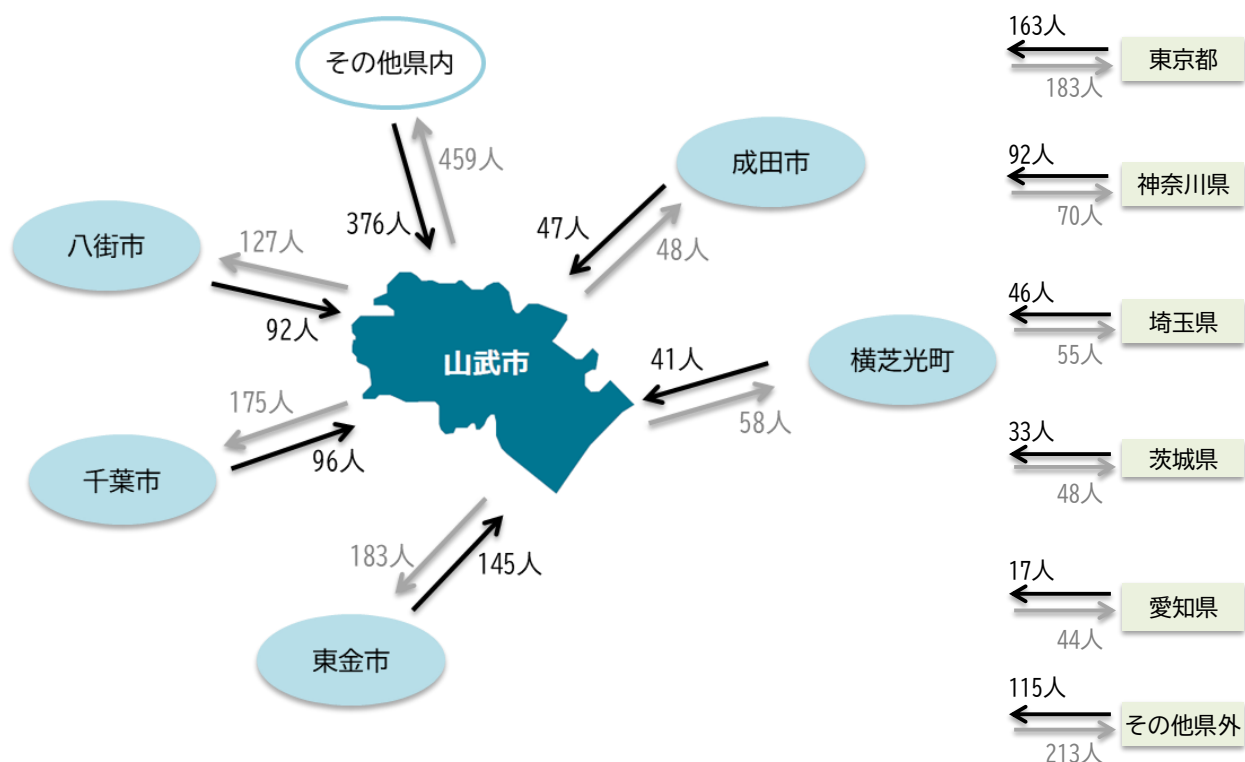 その他県内
459人
376人
成田市
47人
48人
八街市
127人
92人
山武市
横芝光町
41人
58人
千葉市
175人
96人
東金市
183人
145人
163人
東京都
183人
92人
神奈川県
70人
46人
埼玉県
55人
33人
茨城県
48人
17人
愛知県
44人
115人
その他県外
213人